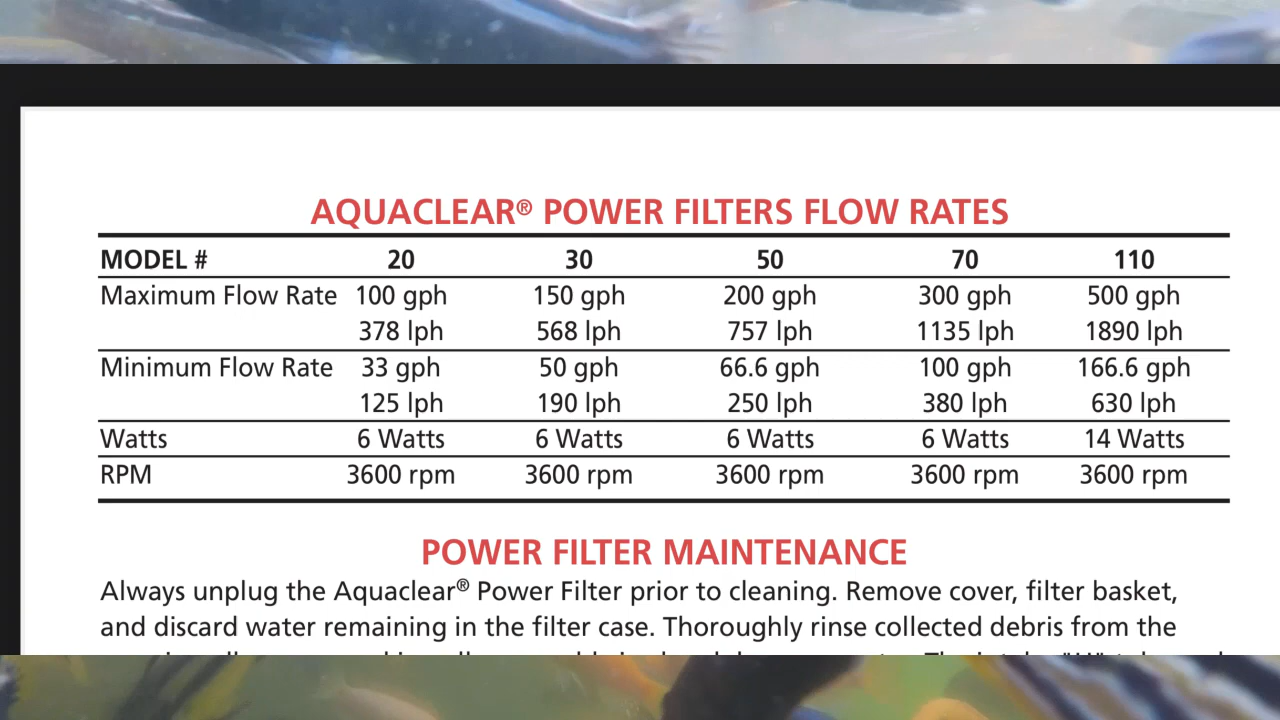 AQUACLEAR® POWER FILTERS FLOW RATES
MODEL # 20 30 50 70 110
Maximum Flow Rate 100 gph 150 gph 200 gph 300 gph 500 gph
378 lph 568 lph 757 lph 1135 lph 1890 lph
Minimum Flow Rate 33 gph 50 gph 66.6 gph 100 gph 166.6 gph
125 lph 190 lph 250 lph 380 lph 630 lph
Watts 6 Watts 6 Watts 6 Watts 6 Watts 14 Watts
RPM 3600 rpm 3600 rpm 3600 rpm 3600 rpm 3600 rpm
POWER FILTER MAINTENANCE
Always unplug the Aquaclear® Power Filter prior to cleaning. Remove cover, filter basket,
and discard water remaining in the filter case. Thoroughly rinse collected debris from the